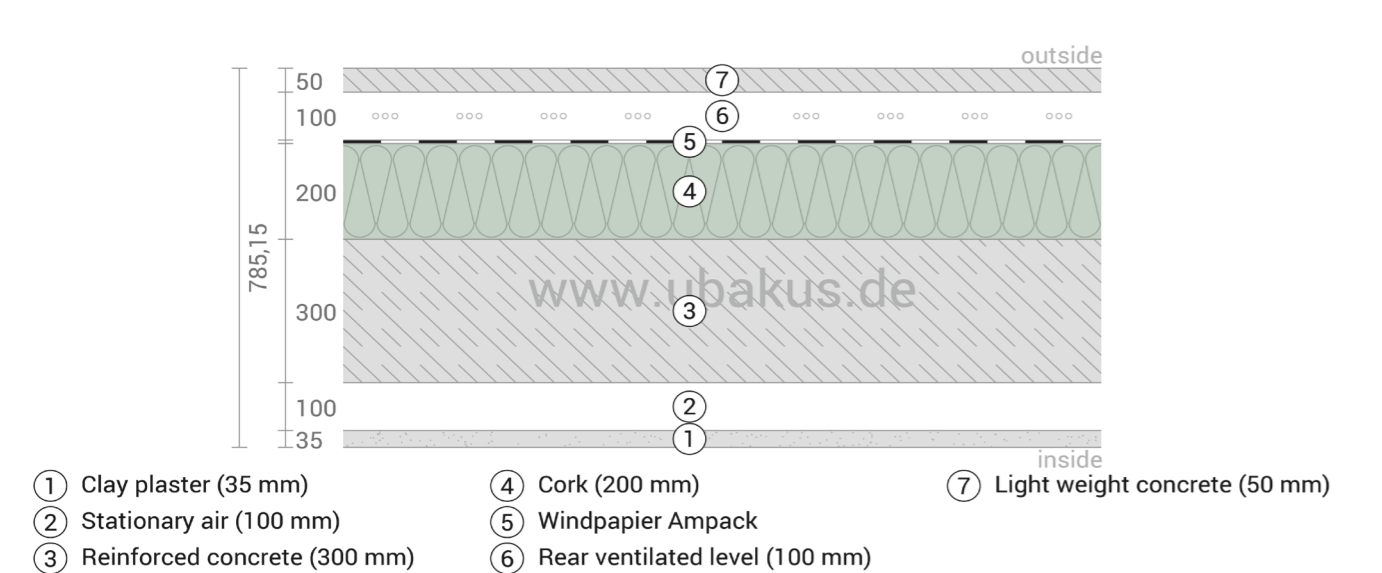 outside
50
7
100
6
5
200
4
785,15
www.ubakus.de
300
3
100
2
35
1
inside
1 Clay plaster (35 mm)
2 Stationary air (100 mm)
3 Reinforced concrete (300 mm)
4 Cork (200 mm)
5 Windpapier Ampack
6 Rear ventilated level (100 mm)
7 Light weight concrete (50 mm)